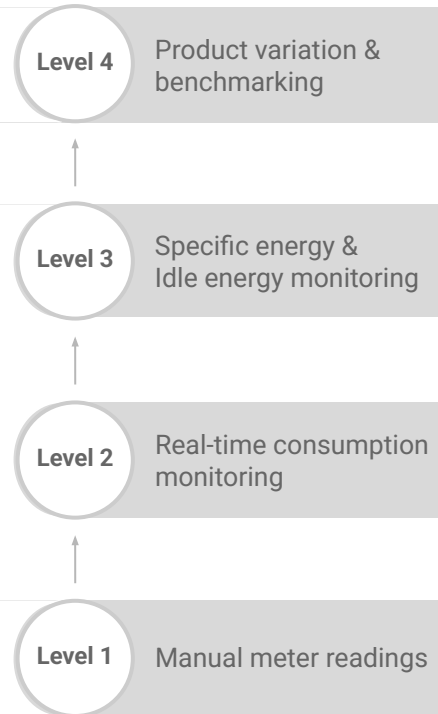 Level 4
Product variation &
benchmarking
Level 3
Specific energy &
Idle energy monitoring
Level 2
Real-time consumption
monitoring
Level 1
Manual meter readings